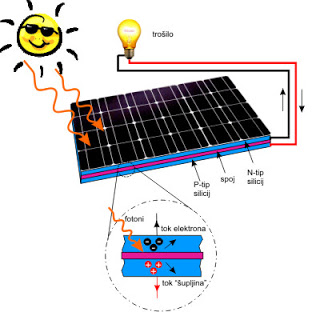 trošilo
N-tip
silicij
spoj
P-tip
silicij
fotoni
tok elektrona
tok "šupljina"